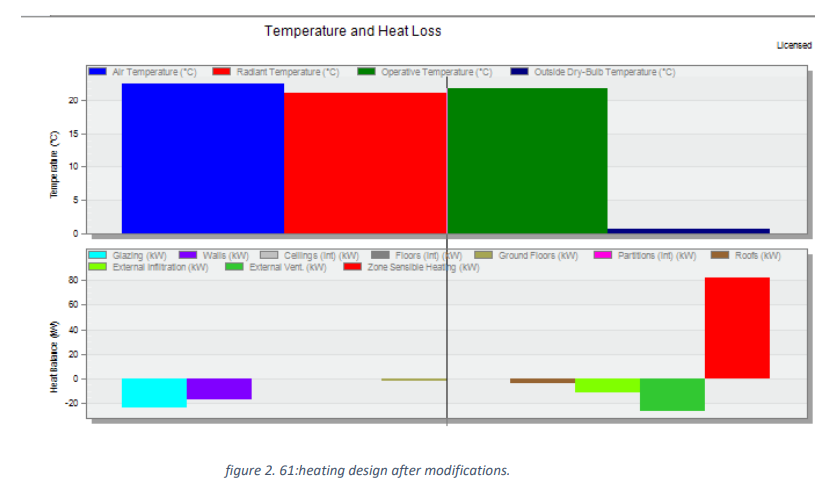 Temperature and Heat Loss
Licensed
Air Temperature (°C) Radiant Temperature (°C) Operative Temperature (°C) Outside Dry-Bulb Temperature (°C)
Temperature (°C)
20
15
10
5
0
Glazing (kW) Walls (kW) Ceilings (int) (kW) Floors (int) (kW) Ground Floors (kW) Partitions (int) (kW) Roofs (kW)
External Infiltration (kW) External Vent. (kW) Zone Sensible Heating (kW)
Heat Balance (kW)
80
60
40
20
0
-20
figure 2. 61:heating design after modifications.